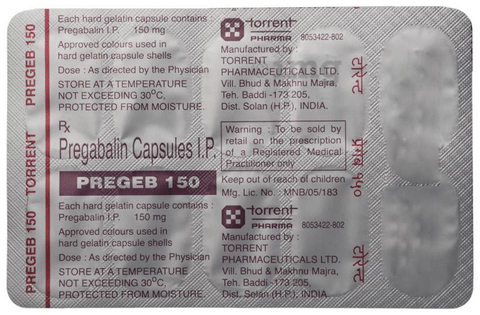 PREGEB 150
TORRENT
PREGEB 150
Each hard gelatin capsule contains :
Pregabalin I.P. 150 mg
Approved colours used in
hard gelatin capsule shells
Dose : As directed by the Physician
STORE AT A TEMPERATURE
NOT EXCEEDING 30°C,
PROTECTED FROM MOISTURE.
torrent
PHARMA 8053422-802
Manufactured by :
TORRENT
PHARMACEUTICALS LTD.
Vill. Bhud & Makhnu Majra,
Teh. Baddi -173 205,
Dist. Solan (H.P.), INDIA.
Rx
Pregabalin Capsules I.P.
PREGEB 150
Warning : To be sold by
retail on the prescription
of a Registered Medical
Practitioner only
Keep out of reach of children
Mfg. Lic. No. : MNB/05/183
Each hard gelatin capsule contains :
Pregabalin I.P. 150 mg
Approved colours used in
hard gelatin capsule shells
Dose : As directed by the Physician
STORE AT A TEMPERATURE
NOT EXCEEDING 30°C,
PROTECTED FROM MOISTURE.
torrent
PHARMA 8053422-802
Manufactured by :
TORRENT
PHARMACEUTICALS LTD.
Vill. Bhud & Makhnu Majra,
Teh. Baddi -173 205,
Dist. Solan (H.P.), INDIA.
टोरेन्ट
१५०
टोरेन्ट